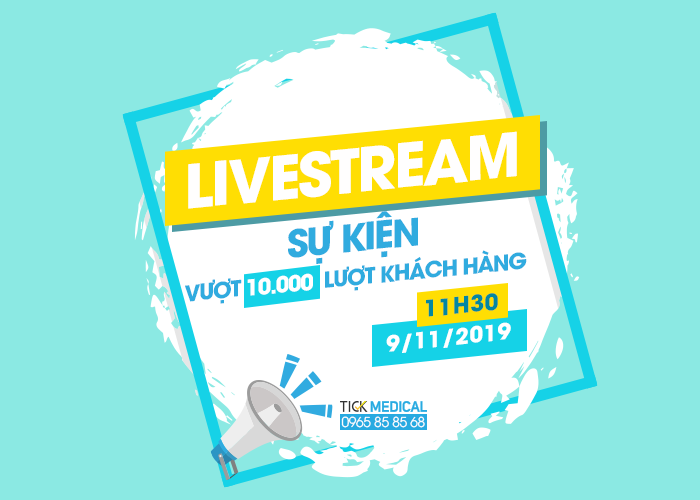 LIVESTREAM
SỰ KIỆN
VƯỢT 10.000 LƯỢT KHÁCH HÀNG
11H30
9/11/2019
TICK MEDICAL
0965 85 85 68